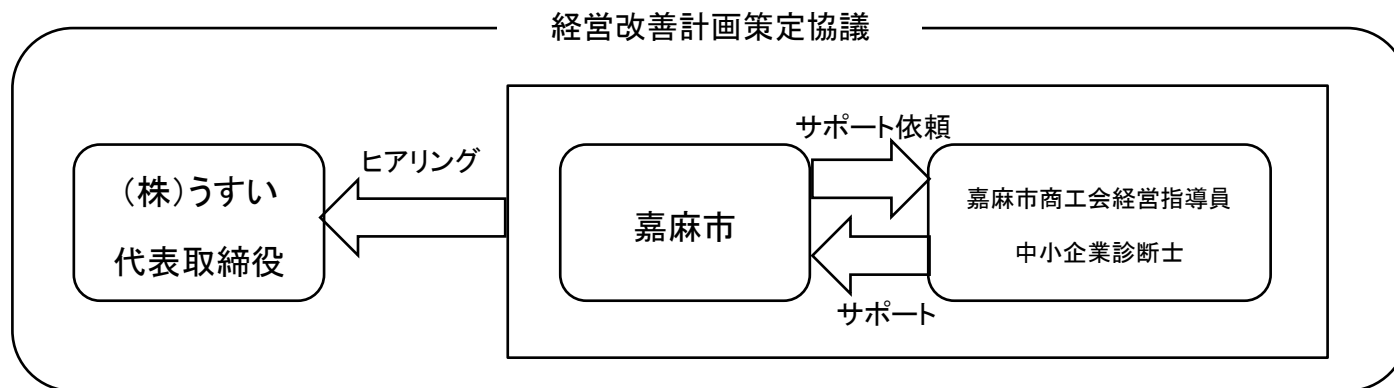 経営改善計画策定協議
サポート依頼
ヒアリング
（株）うすい
代表取締役
嘉麻市
嘉麻市商工会経営指導員
中小企業診断士
サポート